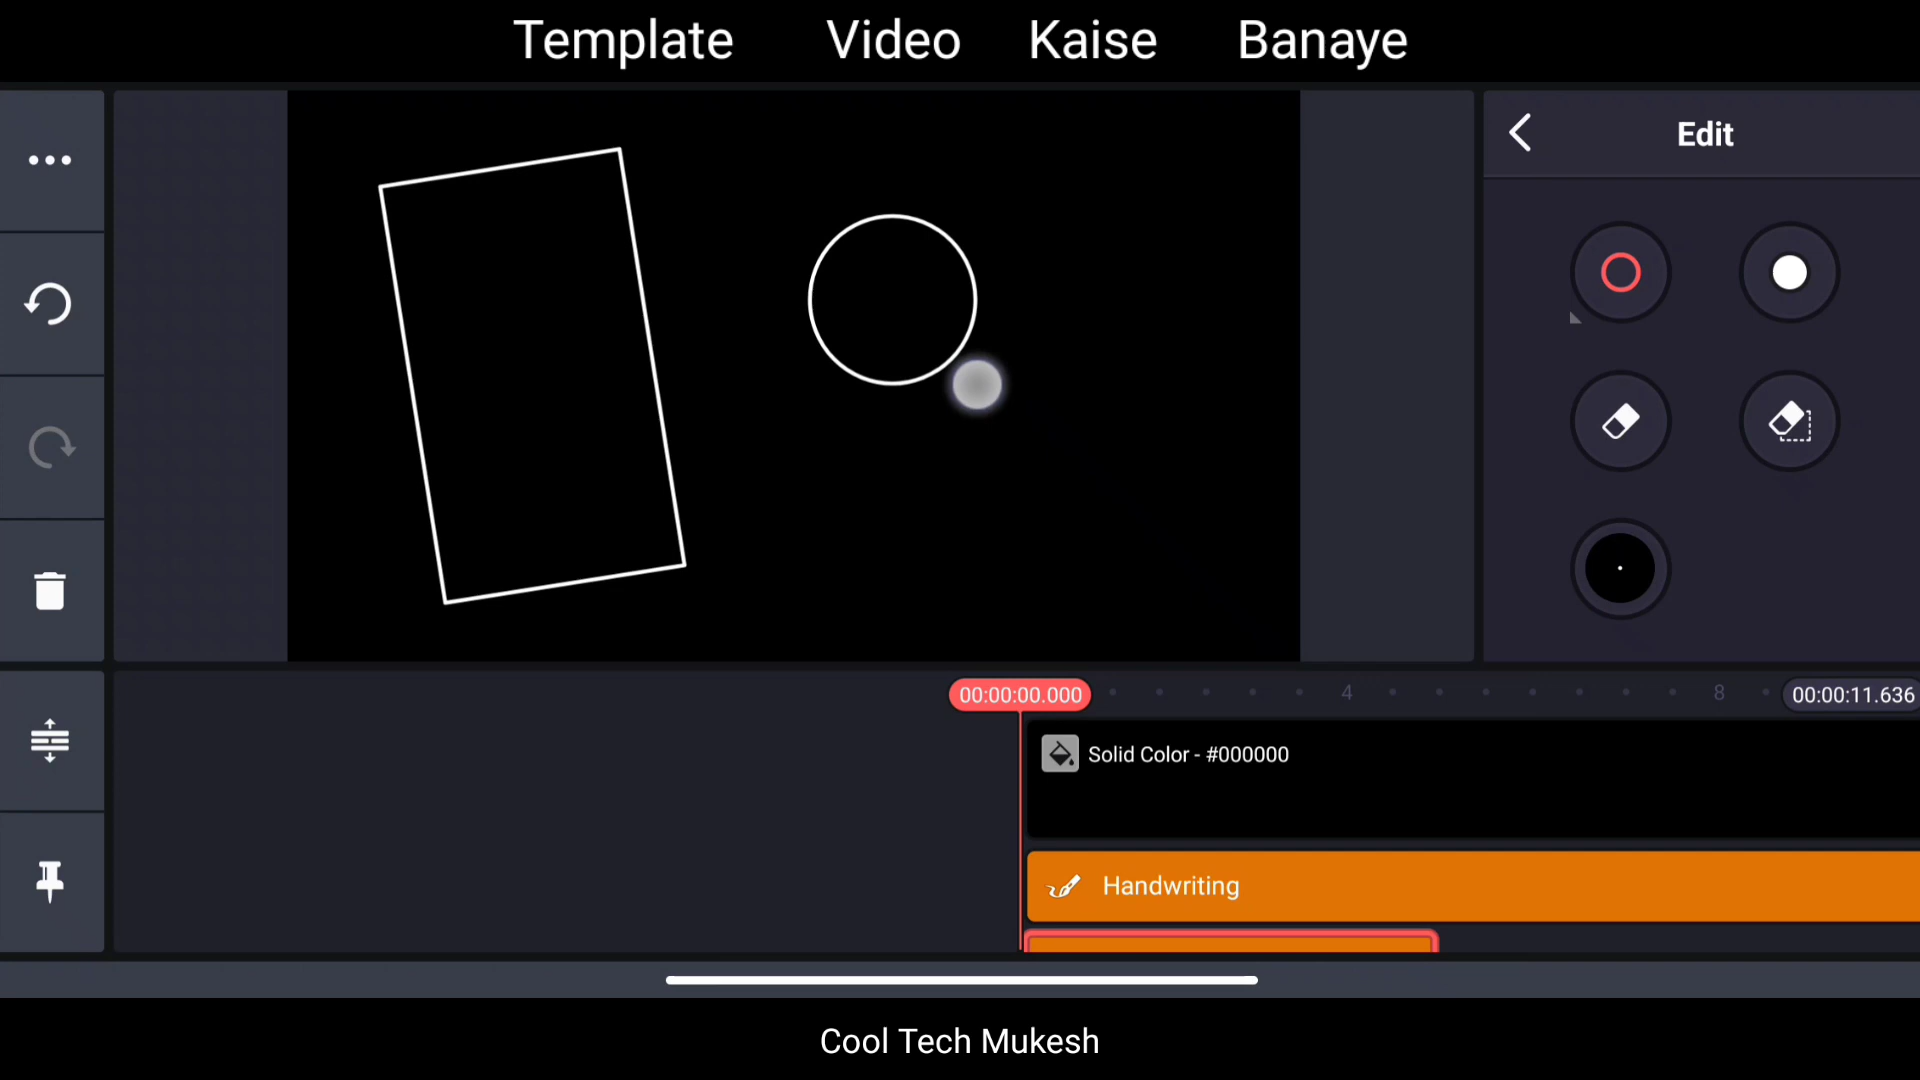 Template Video Kaise Banaye
Edit
00:00:00.000 4 8 00:00:11.636
Solid Color - #000000
Handwriting
Cool Tech Mukesh